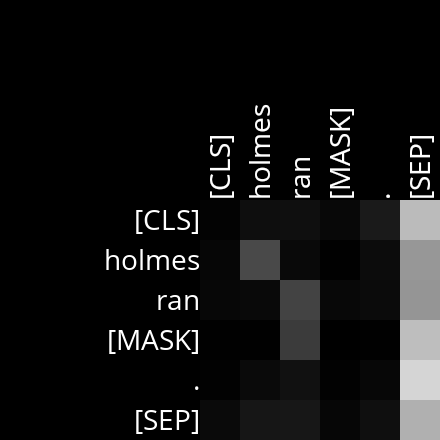 [CLS] holmes ran [MASK] . [SEP]
[CLS]
holmes
ran
[MASK]
.
[SEP]